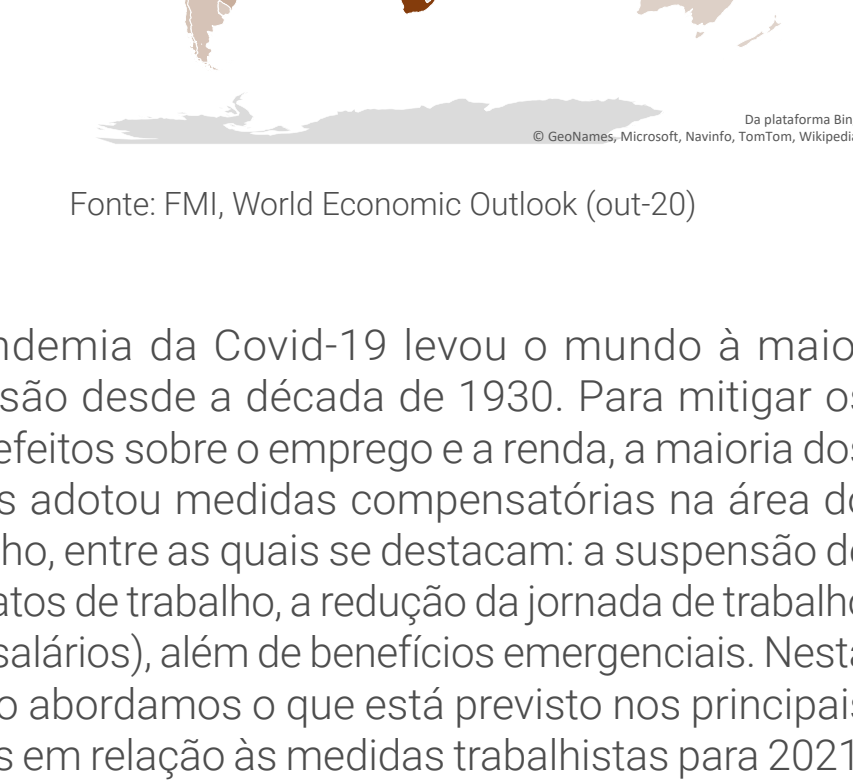 Da plataforma Bin
© GeoNames, Microsoft, Navinfo, TomTom, Wikipedia
Fonte: FMI, World Economic Outlook (out-20)
ndemia da Covid-19 levou o mundo à maio
são desde a década de 1930. Para mitigar os
efeitos sobre o emprego e a renda, a maioria dos
s adotou medidas compensatórias na área do
ho, entre as quais se destacam: a suspensão de
atos de trabalho, a redução da jornada de trabalho
salários), além de benefícios emergenciais. Nesta
o abordamos o que está previsto nos principais
s em relação às medidas trabalhistas para 2021